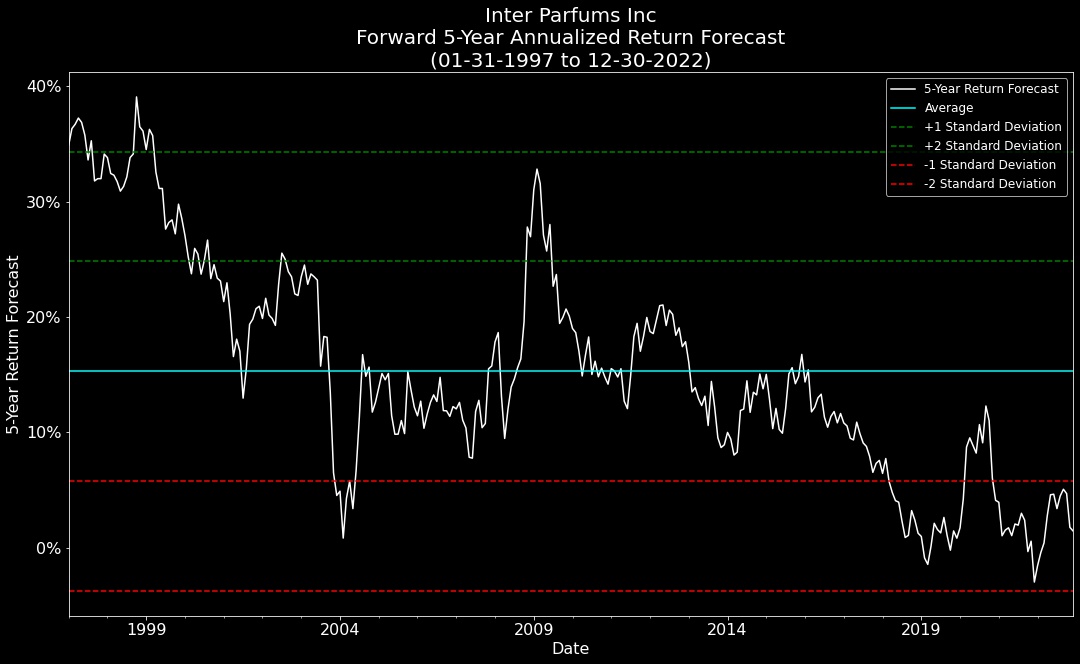 Inter Parfums Inc
Forward 5-Year Annualized Return Forecast
(01-31-1997 to 12-30-2022)
5-Year Return Forecast
Average
+1 Standard Deviation
+2 Standard Deviation
-1 Standard Deviation
-2 Standard Deviation
5-Year Return Forecast
40%
30%
20%
10%
0%
1999 2004 2009 2014 2019
Date